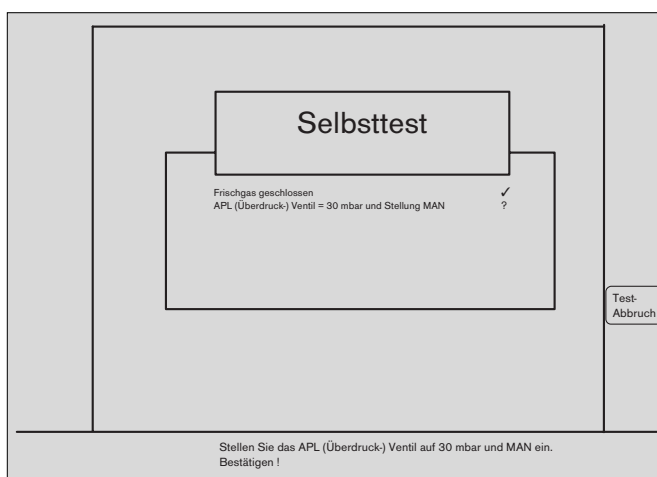 Selbsttest
Frischgas geschlossen ✓
APL (Überdruck-) Ventil = 30 mbar und Stellung MAN ?
Test-
Abbruch
Stellen Sie das APL (Überdruck-) Ventil auf 30 mbar und MAN ein.
Bestätigen !